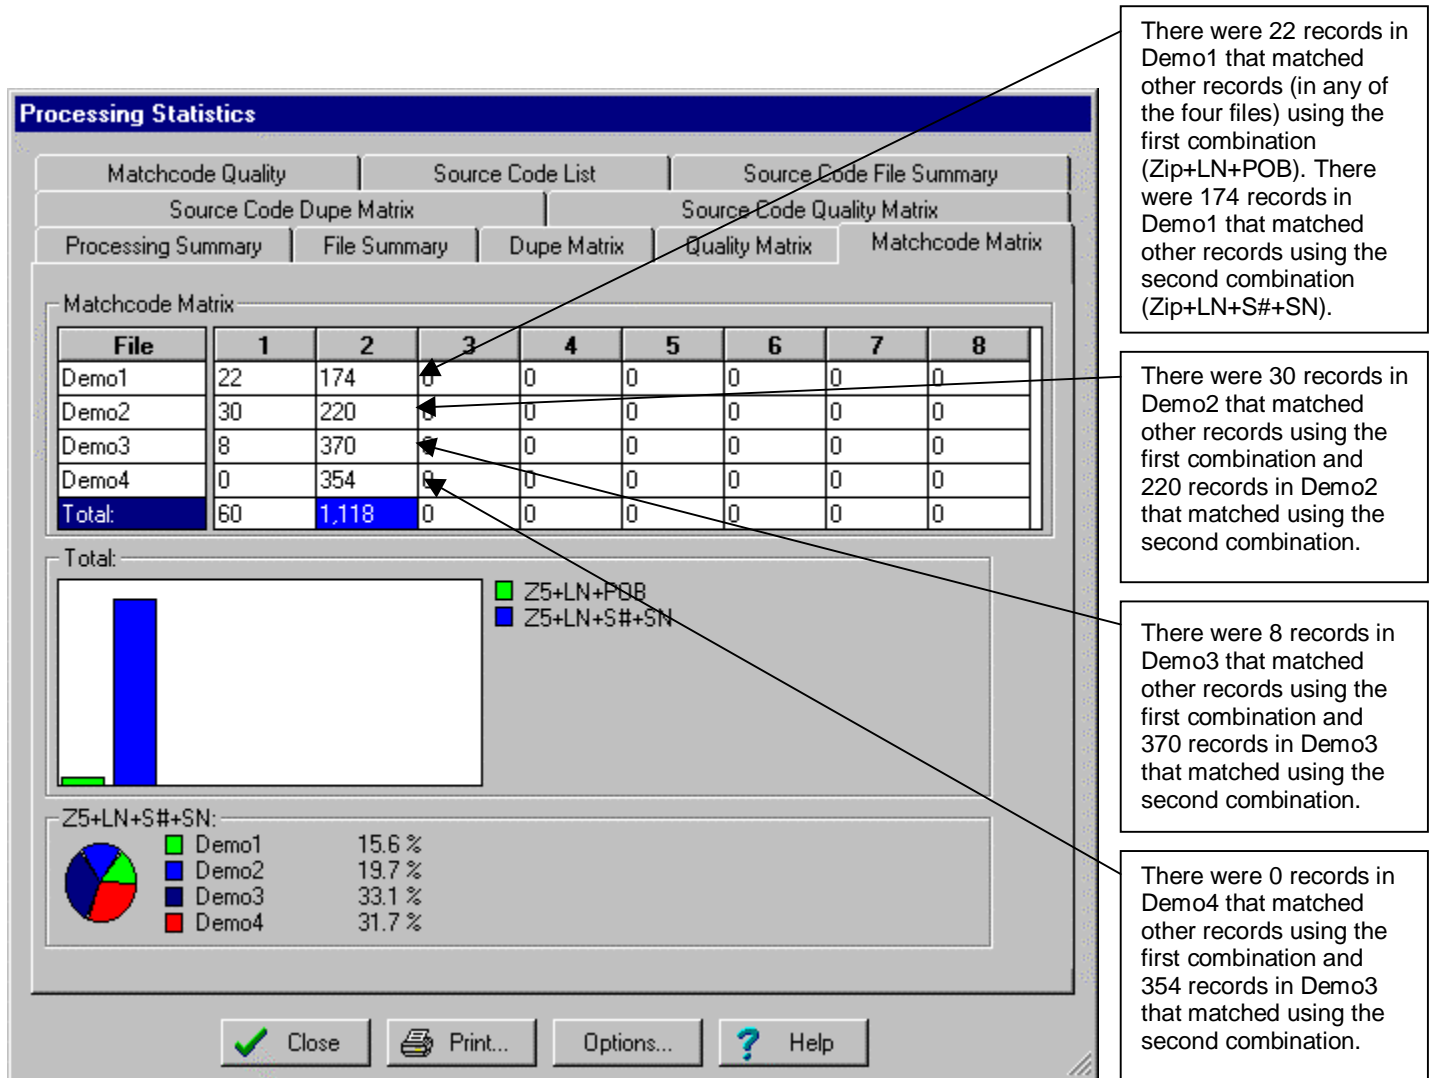 Processing Statistics
Matchcode Quality
Source Code List
Source Code File Summary
Source Code Dupe Matrix
Source Code Quality Matrix
Processing Summary
File Summary
Dupe Matrix
Quality Matrix
Matchcode Matrix
Matchcode Matrix
File 1 2 3 4 5 6 7 8
Demo1 22 174 0 0 0 0 0 0
Demo2 30 220 0 0 0 0 0 0
Demo3 8 370 0 0 0 0 0 0
Demo4 0 354 0 0 0 0 0 0
Total: 60 1,118 0 0 0 0 0 0
Total:
Z5+LN+POB
Z5+LN+S#+SN
Z5+LN+S#+SN:
Demo1 15.6 %
Demo2 19.7 %
Demo3 33.1 %
Demo4 31.7 %
Close
Print...
Options...
? Help
There were 22 records in
Demo1 that matched
other records (in any of
the four files) using the
first combination
(Zip+LN+POB). There
were 174 records in
Demo1 that matched
other records using the
second combination
(Zip+LN+S#+SN).
There were 30 records in
Demo2 that matched
other records using the
first combination and
220 records in Demo2
that matched using the
second combination.
There were 8 records in
Demo3 that matched
other records using the
first combination and
370 records in Demo3
that matched using the
second combination.
There were 0 records in
Demo4 that matched
other records using the
first combination and
354 records in Demo3
that matched using the
second combination.